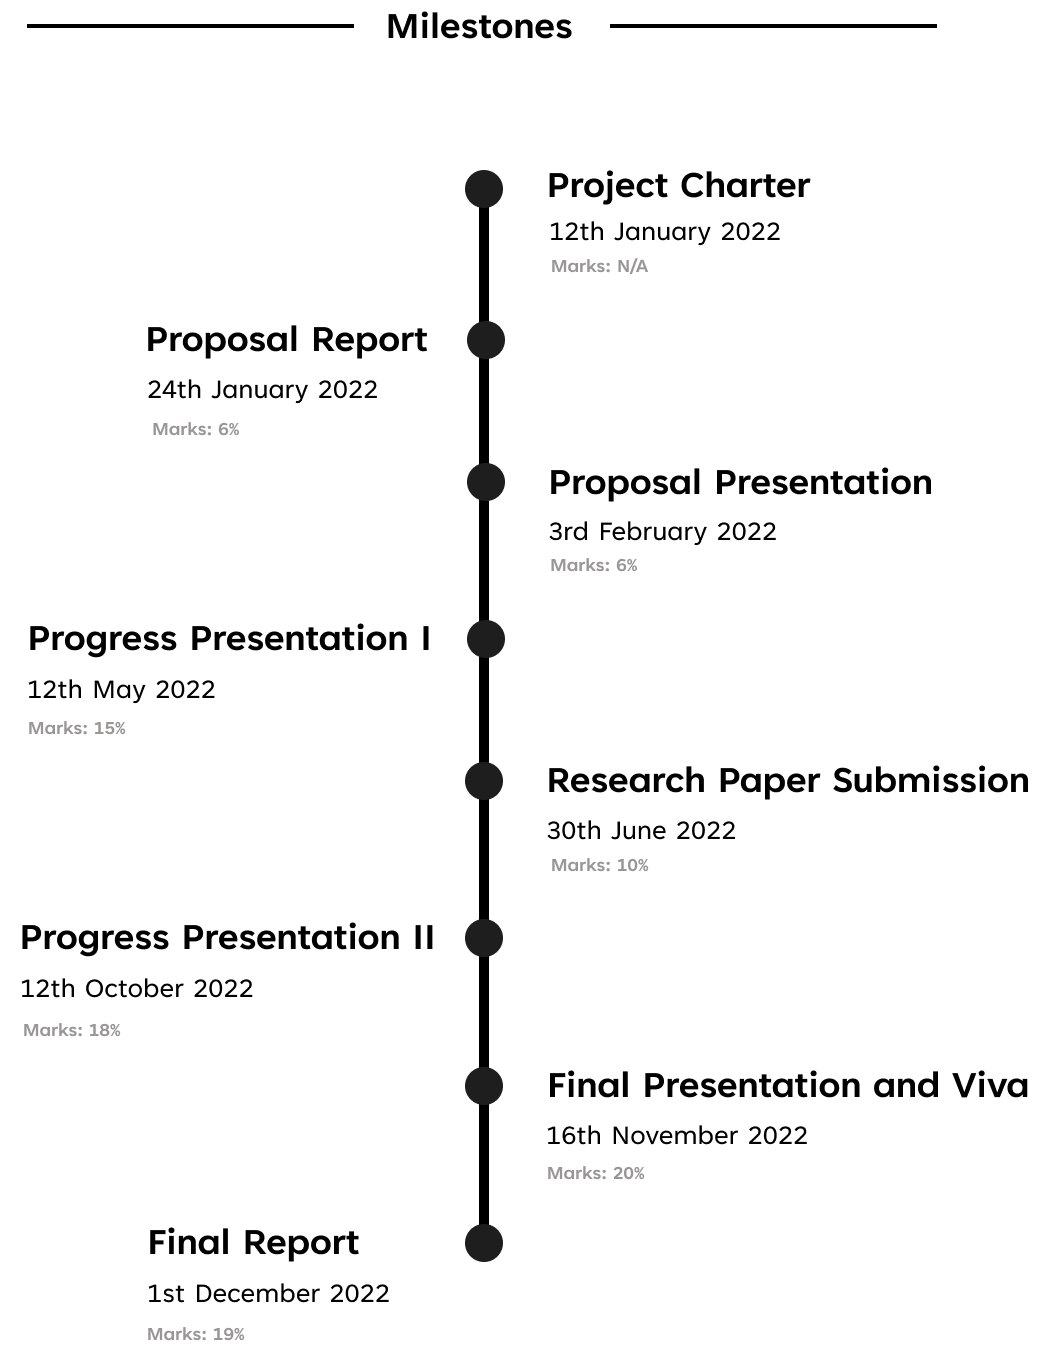 Milestones
Project Charter
12th January 2022
Marks: N/A
Proposal Report
24th January 2022
Marks: 6%
Proposal Presentation
3rd February 2022
Marks: 6%
Progress Presentation I
12th May 2022
Marks: 15%
Research Paper Submission
30th June 2022
Marks: 10%
Progress Presentation II
12th October 2022
Marks: 18%
Final Presentation and Viva
16th November 2022
Marks: 20%
Final Report
1st December 2022
Marks: 19%